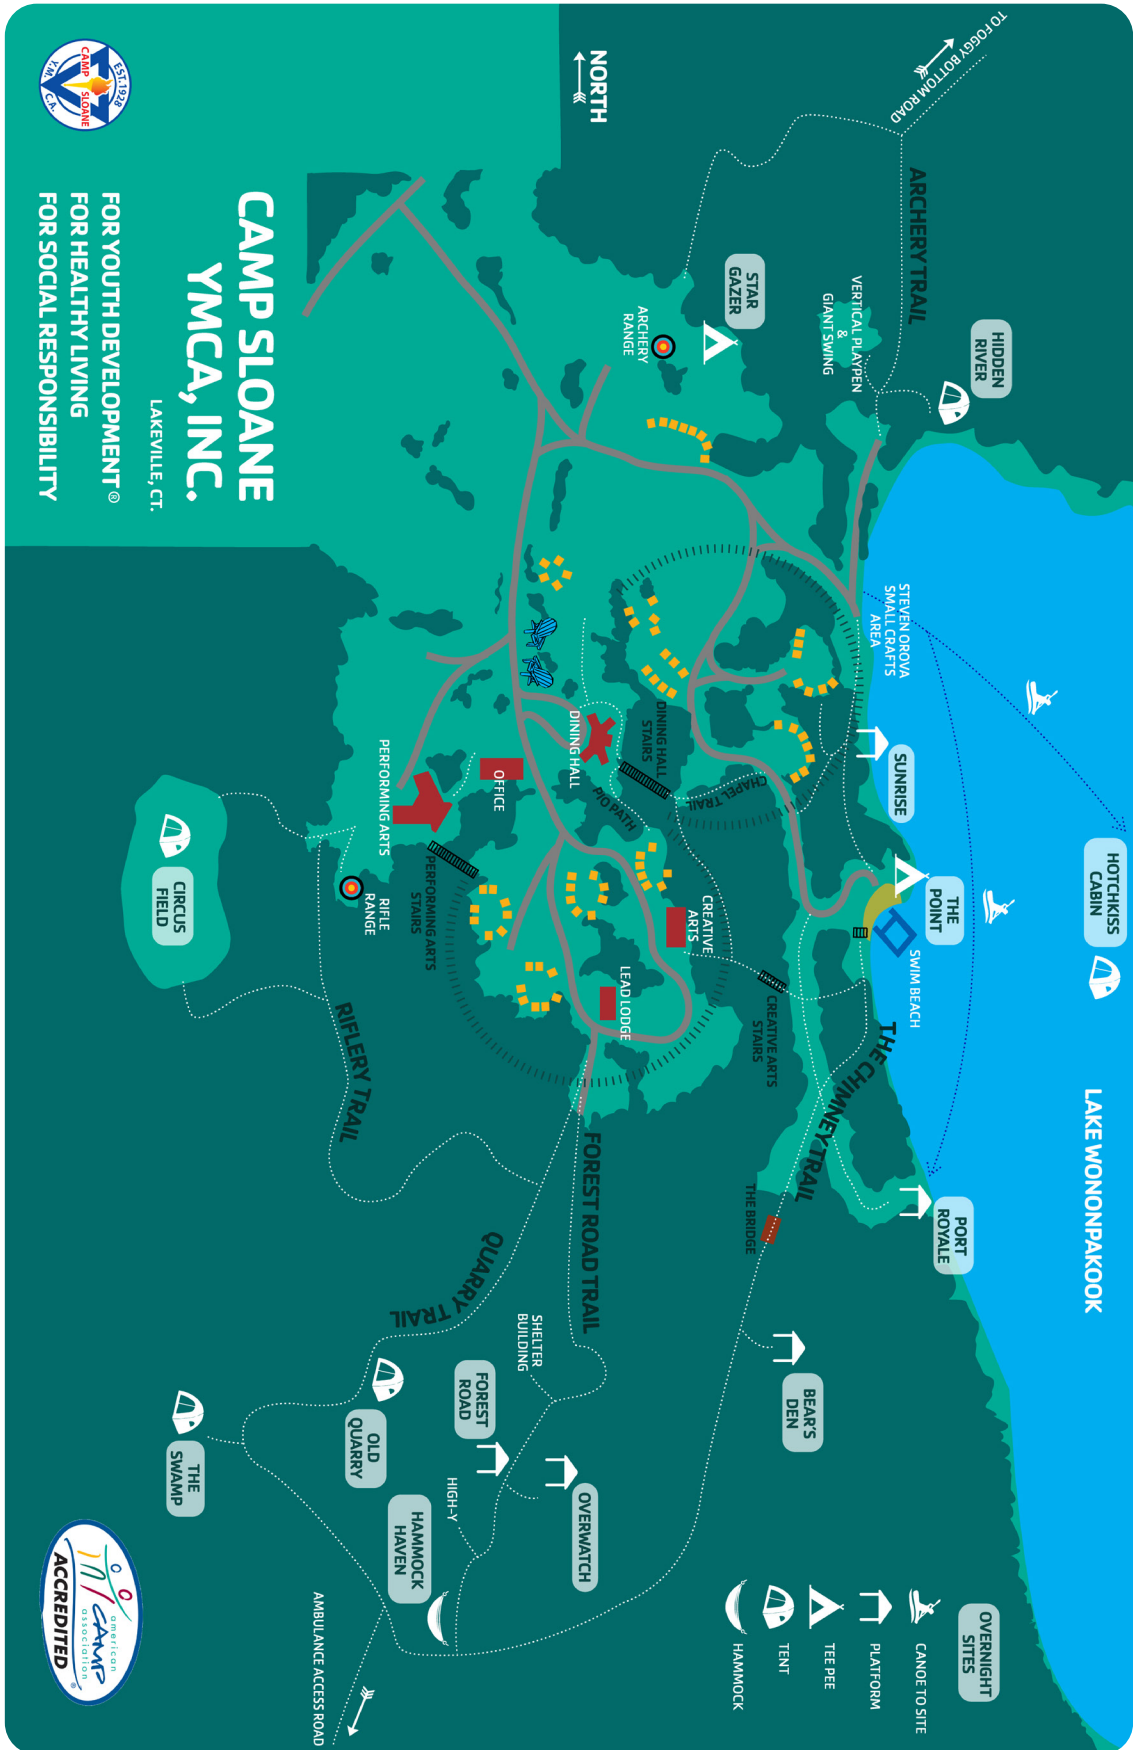 CAMP SLOANE
YMCA, INC.
LAKEVILLE, CT.
FOR YOUTH DEVELOPMENT®
FOR HEALTHY LIVING
FOR SOCIAL RESPONSIBILITY
EST. 1928
CAMP SLOANE
Y.M.C.A.
NORTH
TO FOGGY BOTTOM ROAD
ARCHERY TRAIL
HIDDEN
RIVER
VERTICAL PLAYPEN
&
GIANT SWING
STAR
GAZER
ARCHERY
RANGE
STEVEN OROVA
SMALL CRAFTS
AREA
SUNRISE
HOTCHKISS
CABIN
THE
POINT
SWIM BEACH
LAKE WONONPAKOOK
DINING HALL
STAIRS
DINING HALL
CHAPEL TRAIL
PIO PATH
OFFICE
PERFORMING ARTS
PERFORMING ARTS
STAIRS
CREATIVE
ARTS
LEAD LODGE
CREATIVE ARTS
STAIRS
THE CHIMNEY TRAIL
THE BRIDGE
PORT
ROYALE
CIRCUS
FIELD
RIFLE
RANGE
RIFLERY TRAIL
FOREST ROAD TRAIL
QUARRY TRAIL
SHELTER
BUILDING
BEAR'S
DEN
FOREST
ROAD
OVERWATCH
OLD
QUARRY
THE
SWAMP
HIGH-Y
HAMMOCK
HAVEN
AMBULANCE ACCESS ROAD
OVERNIGHT
SITES
CANOE TO SITE
PLATFORM
TEE PEE
TENT
HAMMOCK
american
CAMP
association®
ACCREDITED